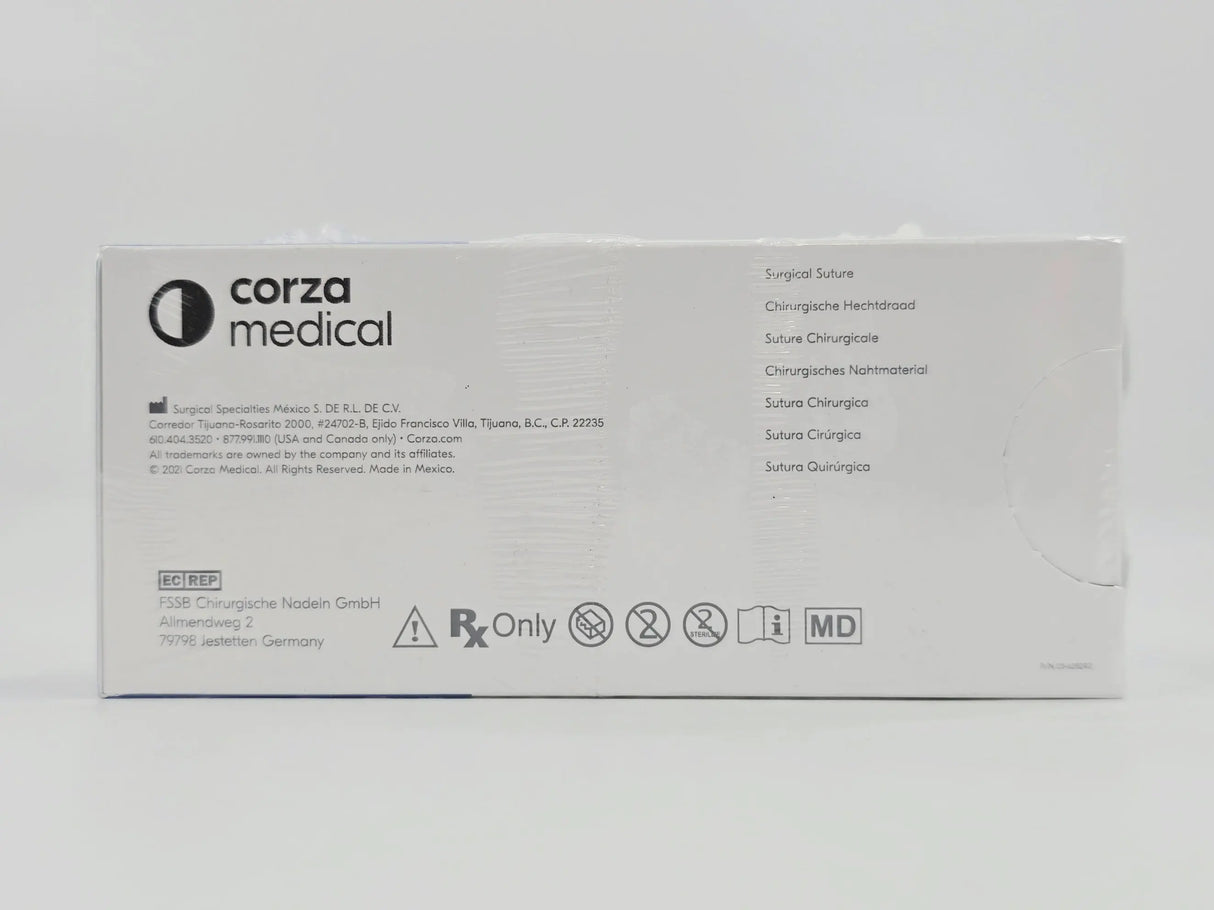 corza
medical
Surgical Specialties México S. DE R.L. DE C.V.
Corredor Tijuana-Rosarito 2000, #24702-B, Ejido Francisco Villa, Tijuana, B.C., C.P. 22235
610.404.3520 • 877.991.1110 (USA and Canada only) • Corza.com
All trademarks are owned by the company and its affiliates.
© 2021 Corza Medical. All Rights Reserved. Made in Mexico.
Surgical Suture
Chirurgische Hechtdraad
Suture Chirurgicale
Chirurgisches Nahtmaterial
Sutura Chirurgica
Sutura Cirúrgica
Sutura Quirúrgica
EC REP
FSSB Chirurgische Nadeln GmbH
Allmendweg 2
79798 Jestetten Germany
Rx Only
2
2 STERILIZE
i
MD
P/N